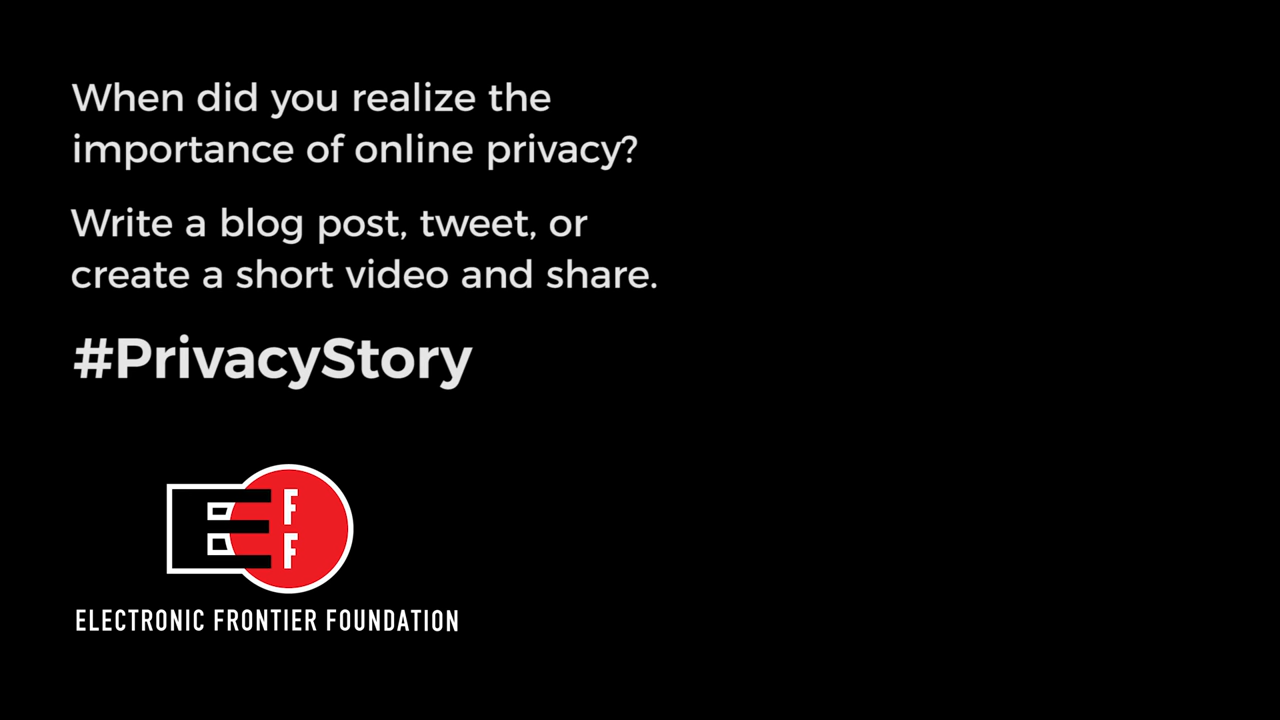 When did you realize the
importance of online privacy?
Write a blog post, tweet, or
create a short video and share.
#PrivacyStory
E F
F
ELECTRONIC FRONTIER FOUNDATION